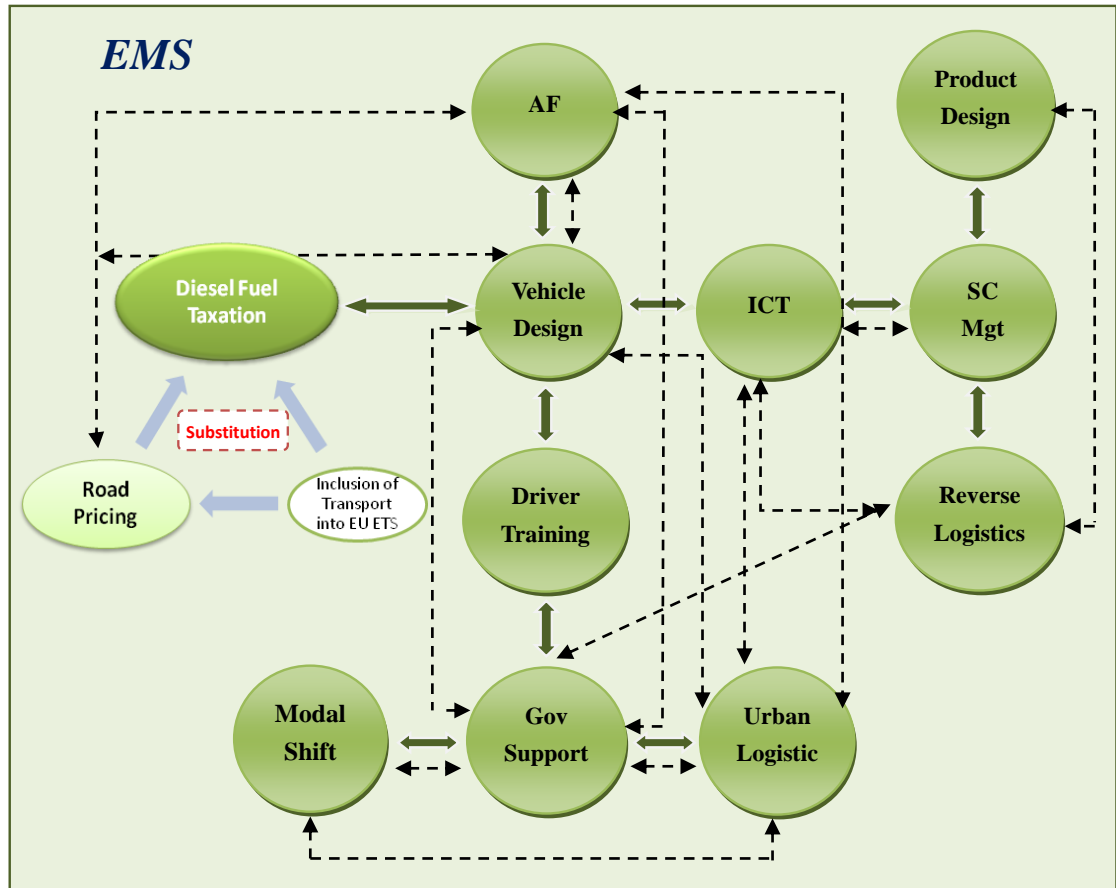 EMS
AF
Product
Design
Diesel Fuel
Taxation
Vehicle
Design
ICT
SC
Mgt
Substitution
Road
Pricing
Inclusion of
Transport
into EU ETS
Driver
Training
Reverse
Logistics
Modal
Shift
Gov
Support
Urban
Logistic